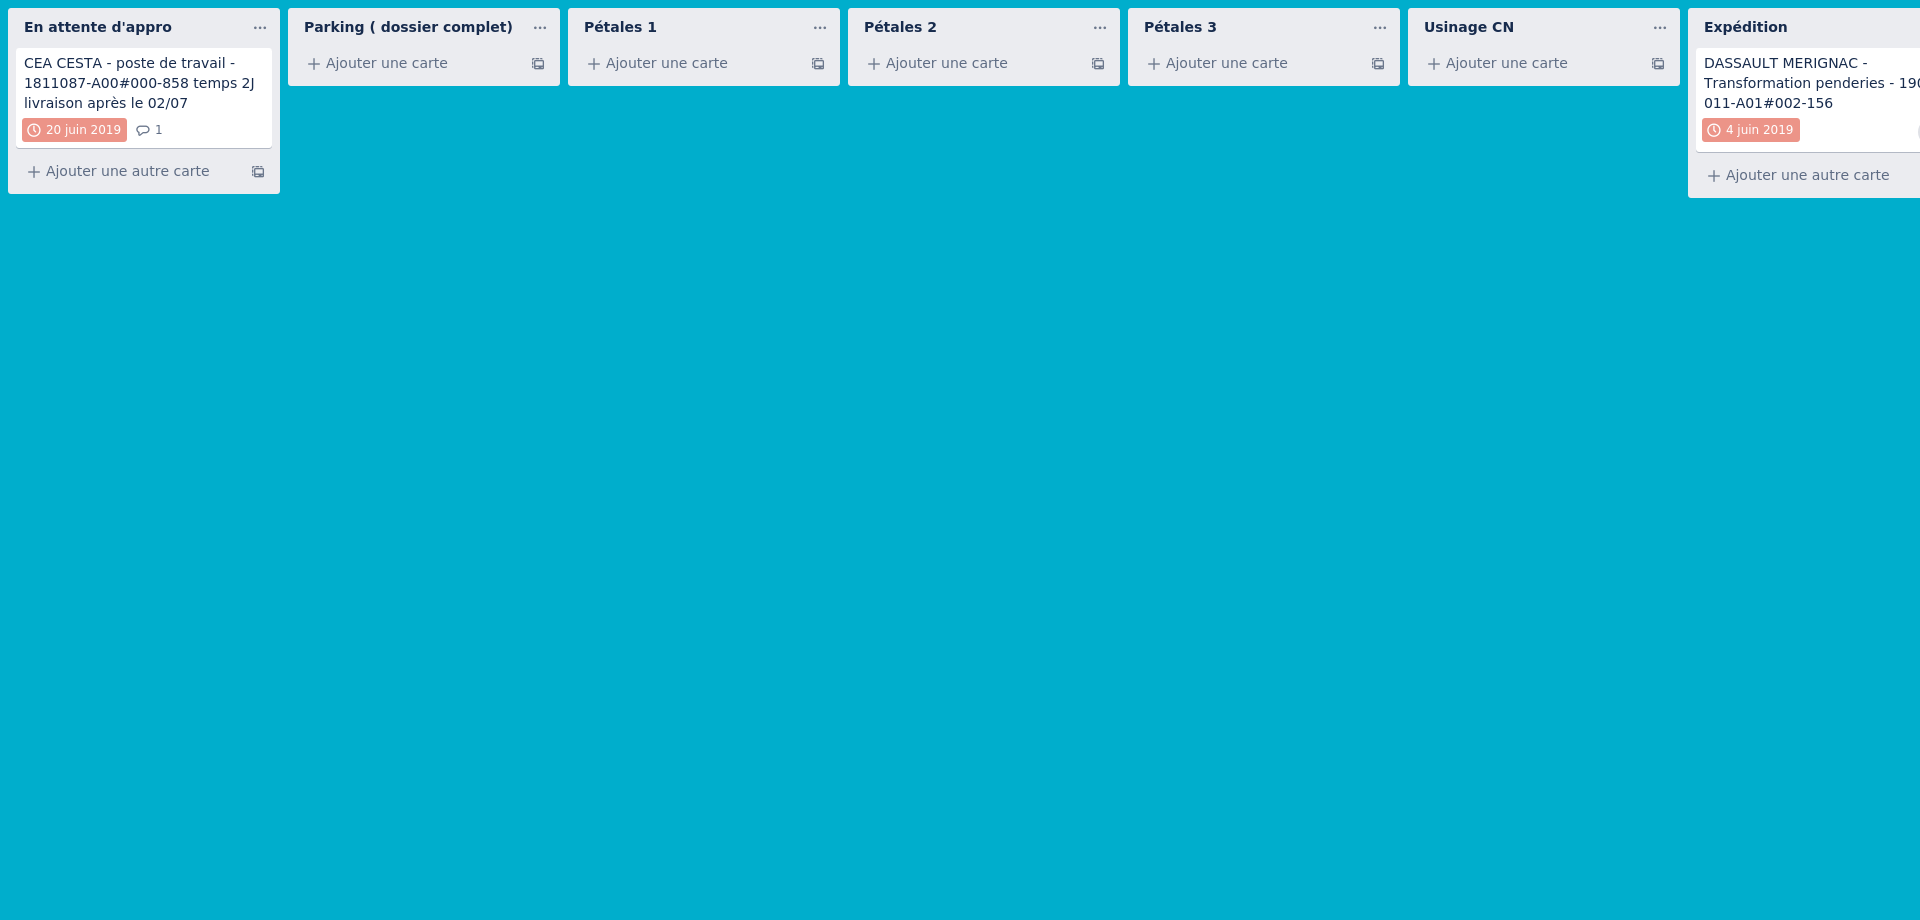 En attente d'appro
CEA CESTA - poste de travail -
1811087-A00#000-858 temps 2J
livraison après le 02/07
20 juin 2019 1
Ajouter une autre carte
Parking ( dossier complet)
Ajouter une carte
Pétales 1
Ajouter une carte
Pétales 2
Ajouter une carte
Pétales 3
Ajouter une carte
Usinage CN
Ajouter une carte
Expédition
DASSAULT MERIGNAC -
Transformation penderies -
011-A01#002-156
4 juin 2019
Ajouter une autre carte